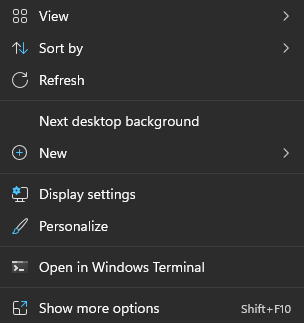 View
Sort by
Refresh
Next desktop background
New
Display settings
Personalize
Open in Windows Terminal
Show more options Shift+F10